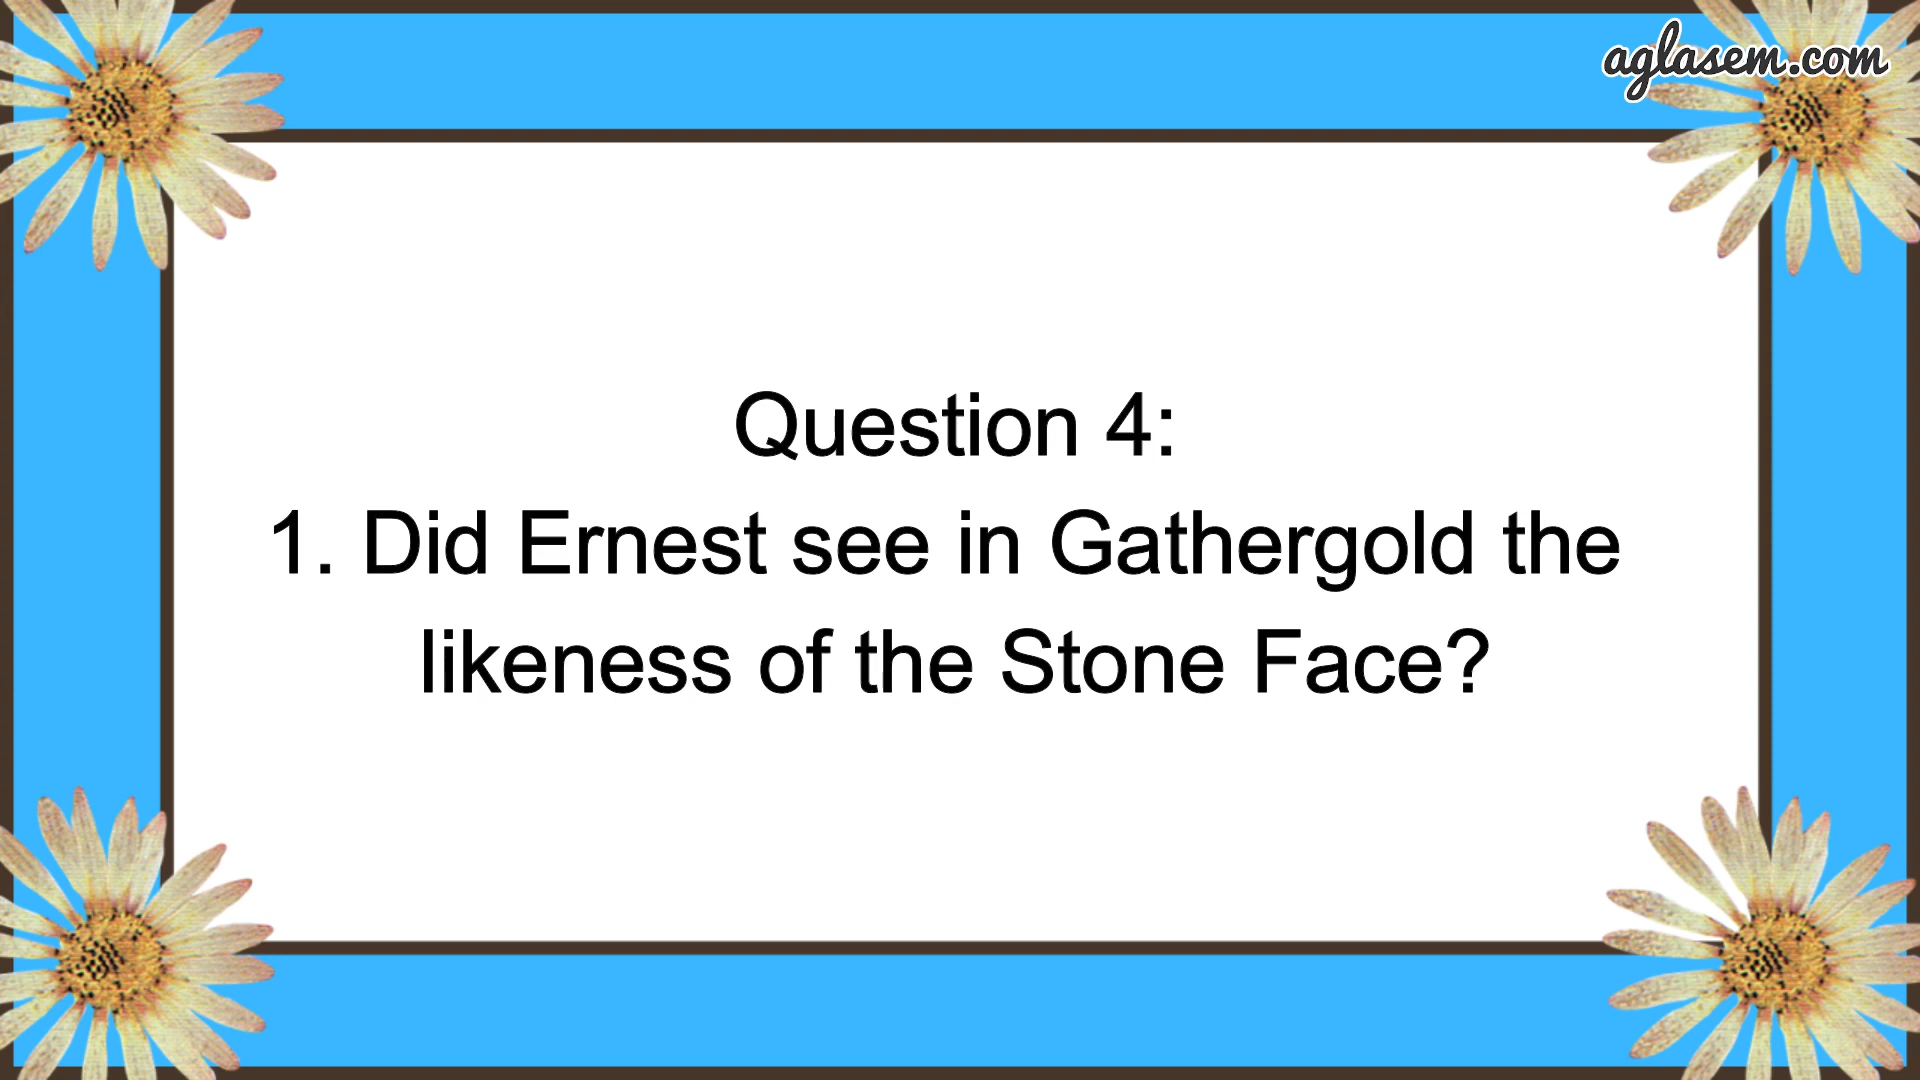 aglasem.com
Question 4:
1. Did Ernest see in Gathergold the
likeness of the Stone Face?